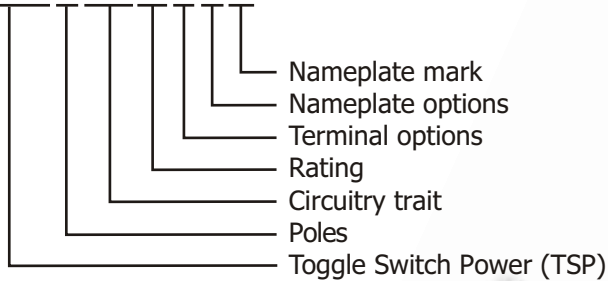 Nameplate mark
Nameplate options
Terminal options
Rating
Circuitry trait
Poles
Toggle Switch Power (TSP)